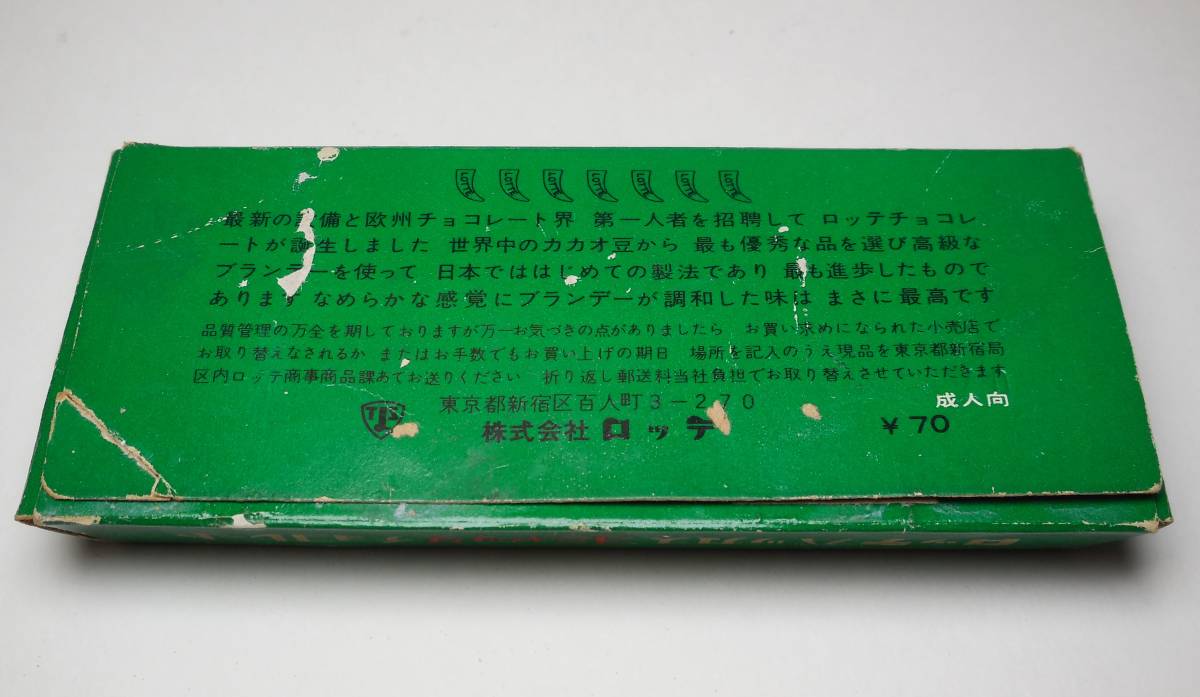 LOTTE LOTTE LOTTE LOTTE LOTTE LOTTE LOTTE
最新の設備と欧州チョコレート界 第一人者を招聘して ロッテチョコレ
ートが誕生しました 世界中のカカオ豆から 最も優秀な品を選び高級な
ブランデーを使って 日本でははじめての製法であり 最も進歩したもので
あります なめらかな感覚にブランデーが調和した味は まさに最高です
品質管理の万全を期しておりますが万一お気づきの点がありましたら お買い求めになられた小売店で
お取り替えなされるか またはお手数でもお買い上げの期日 場所を記入のうえ現品を東京都新宿局
区内ロッテ商事商品課あてお送りください 折り返し郵送料当社負担でお取り替えさせていただきます
東京都新宿区百人町3-270
成人向
株式会社 ロッテ
¥70